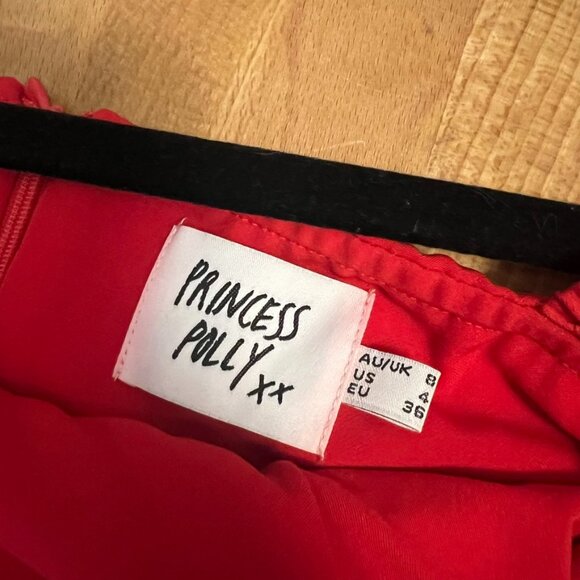 PRINCESS
POLLY
xx
AU/UK 8
US 4
EU 36